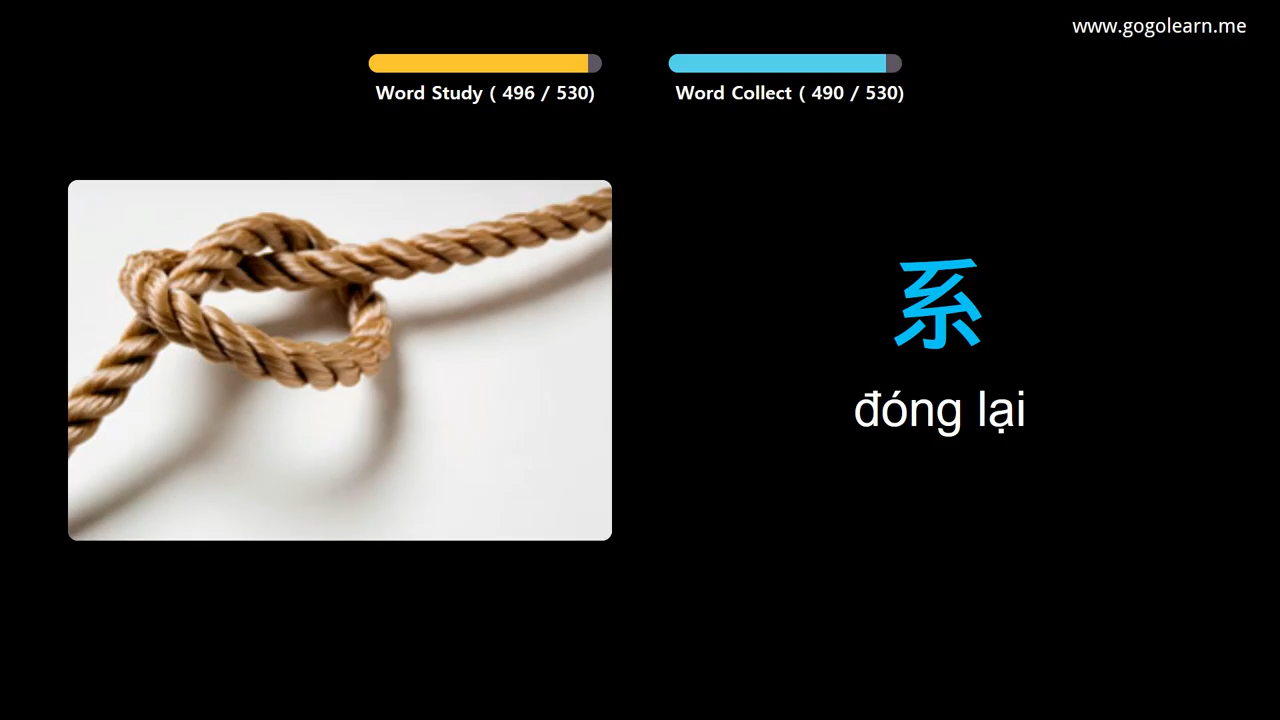 www.gogolearn.me
Word Study ( 496 / 530)
Word Collect ( 490 / 530)
系
đóng lại